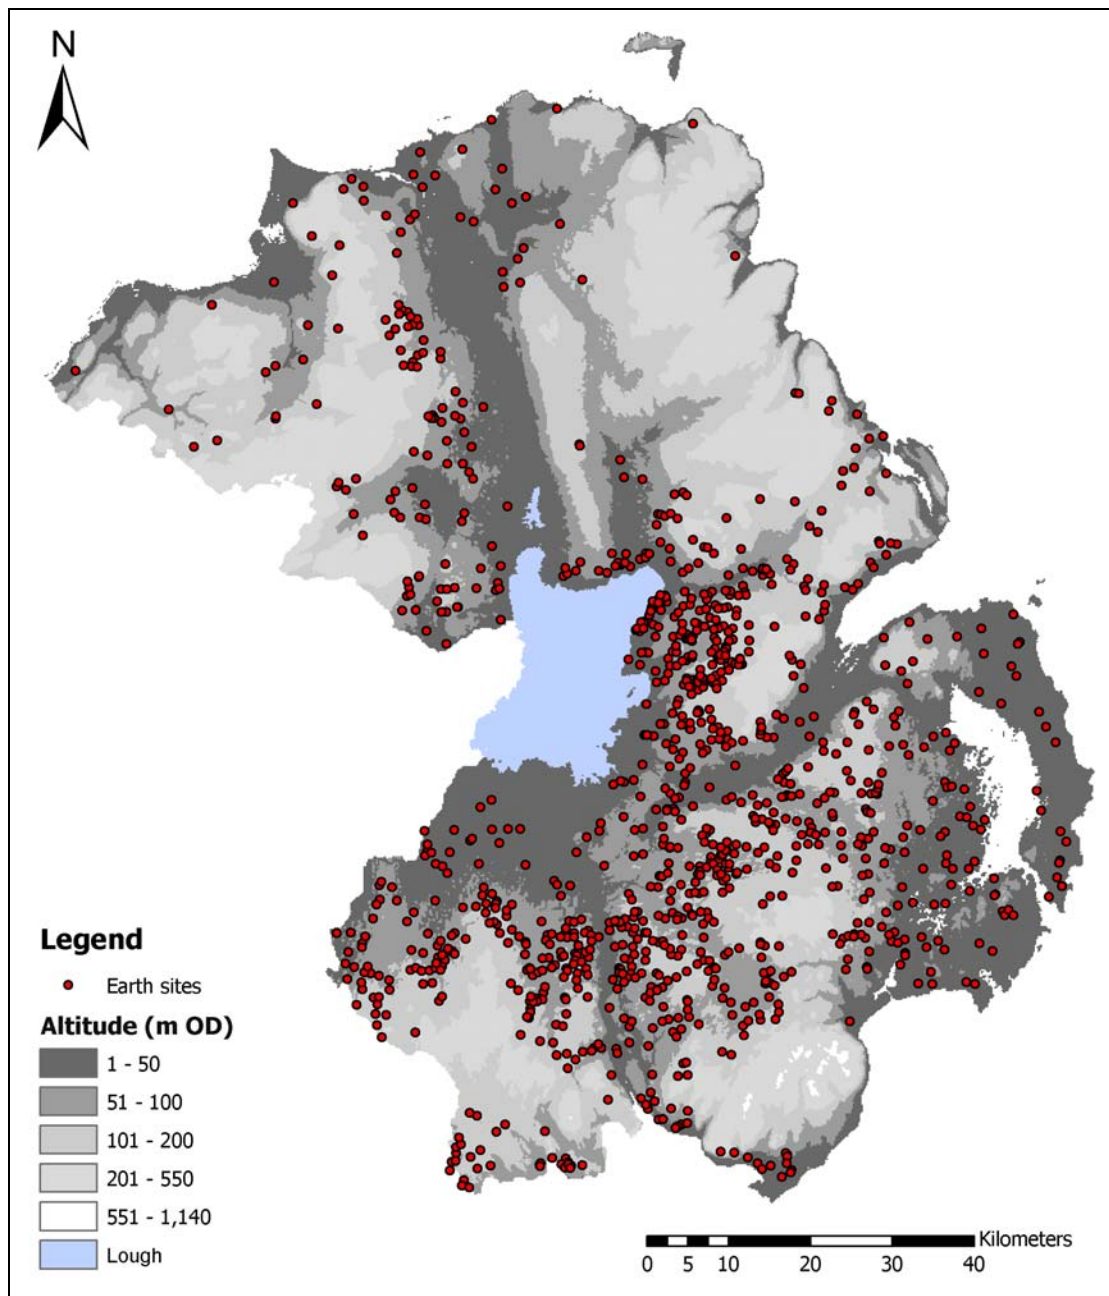 N
Legend
Earth sites
Altitude (m OD)
1 - 50
51 - 100
101 - 200
201 - 550
551 - 1,140
Lough
Kilometers
0 5 10 20 30 40